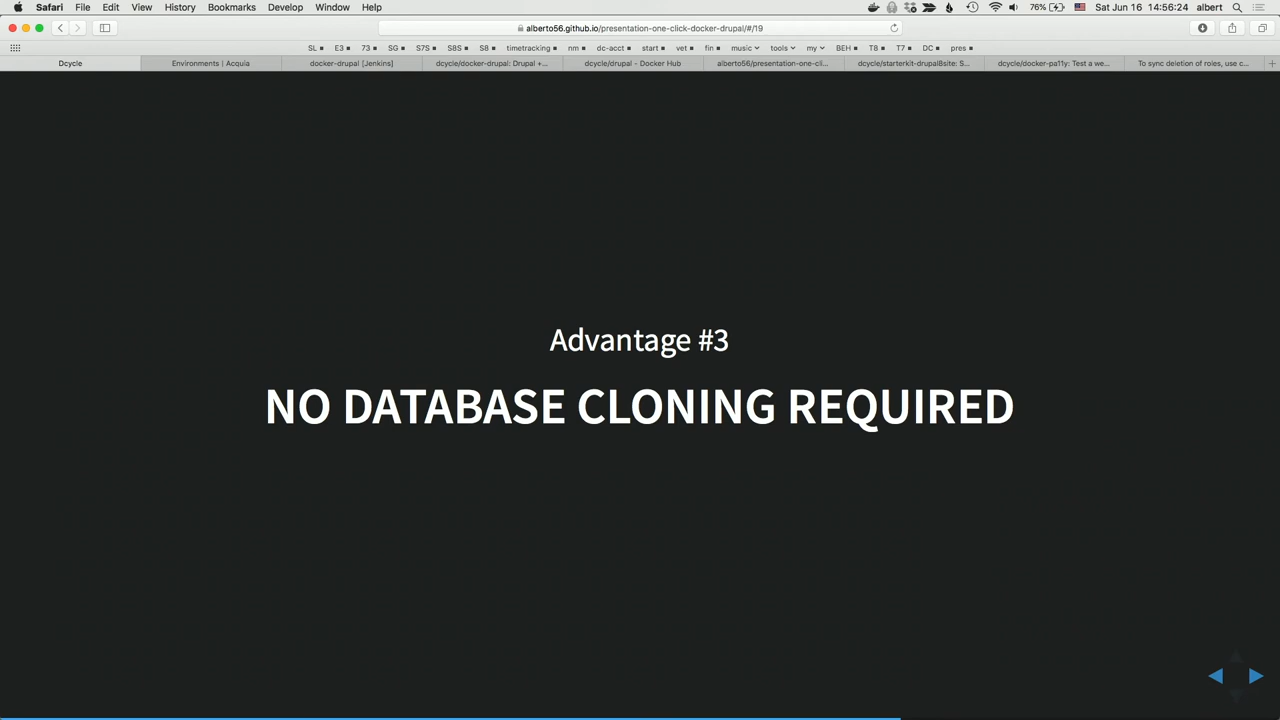 Safari File Edit View History Bookmarks Develop Window Help 76% Sat Jun 16 14:56:24 albert
alberto56.github.io/presentation-one-click-docker-drupal/#/19
SL E3 73 SG S7S S8S S8 timetracking nm dc-acct start vet fin music tools my BEH T8 T7 DC pres
Dcycle Environments | Acquia docker-drupal [Jenkins] dcycle/docker-drupal: Drupal +... dcycle/drupal - Docker Hub alberto56/presentation-one-cli... dcycle/starterkit-drupal8site: S... dcycle/docker-pa11y: Test a we... To sync deletion of roles, use c...
Advantage #3
NO DATABASE CLONING REQUIRED